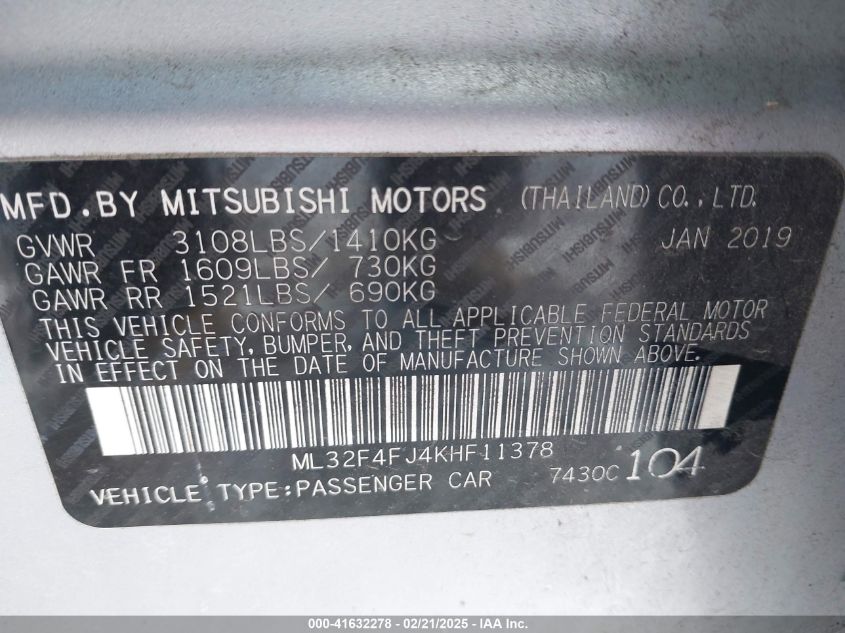 MFD.BY MITSUBISHI MOTORS (THAILAND) CO., LTD.
GVWR 3108LBS/1410KG JAN 2019
GAWR FR 1609LBS/ 730KG
GAWR RR 1521LBS/ 690KG
THIS VEHICLE CONFORMS TO ALL APPLICABLE FEDERAL MOTOR
VEHICLE SAFETY, BUMPER, AND THEFT PREVENTION STANDARDS
IN EFFECT ON THE DATE OF MANUFACTURE SHOWN ABOVE.
ML32F4FJ4KHF11378
VEHICLE TYPE:PASSENGER CAR 7430C 104
000-41632278 - 02/21/2025 - IAA Inc.